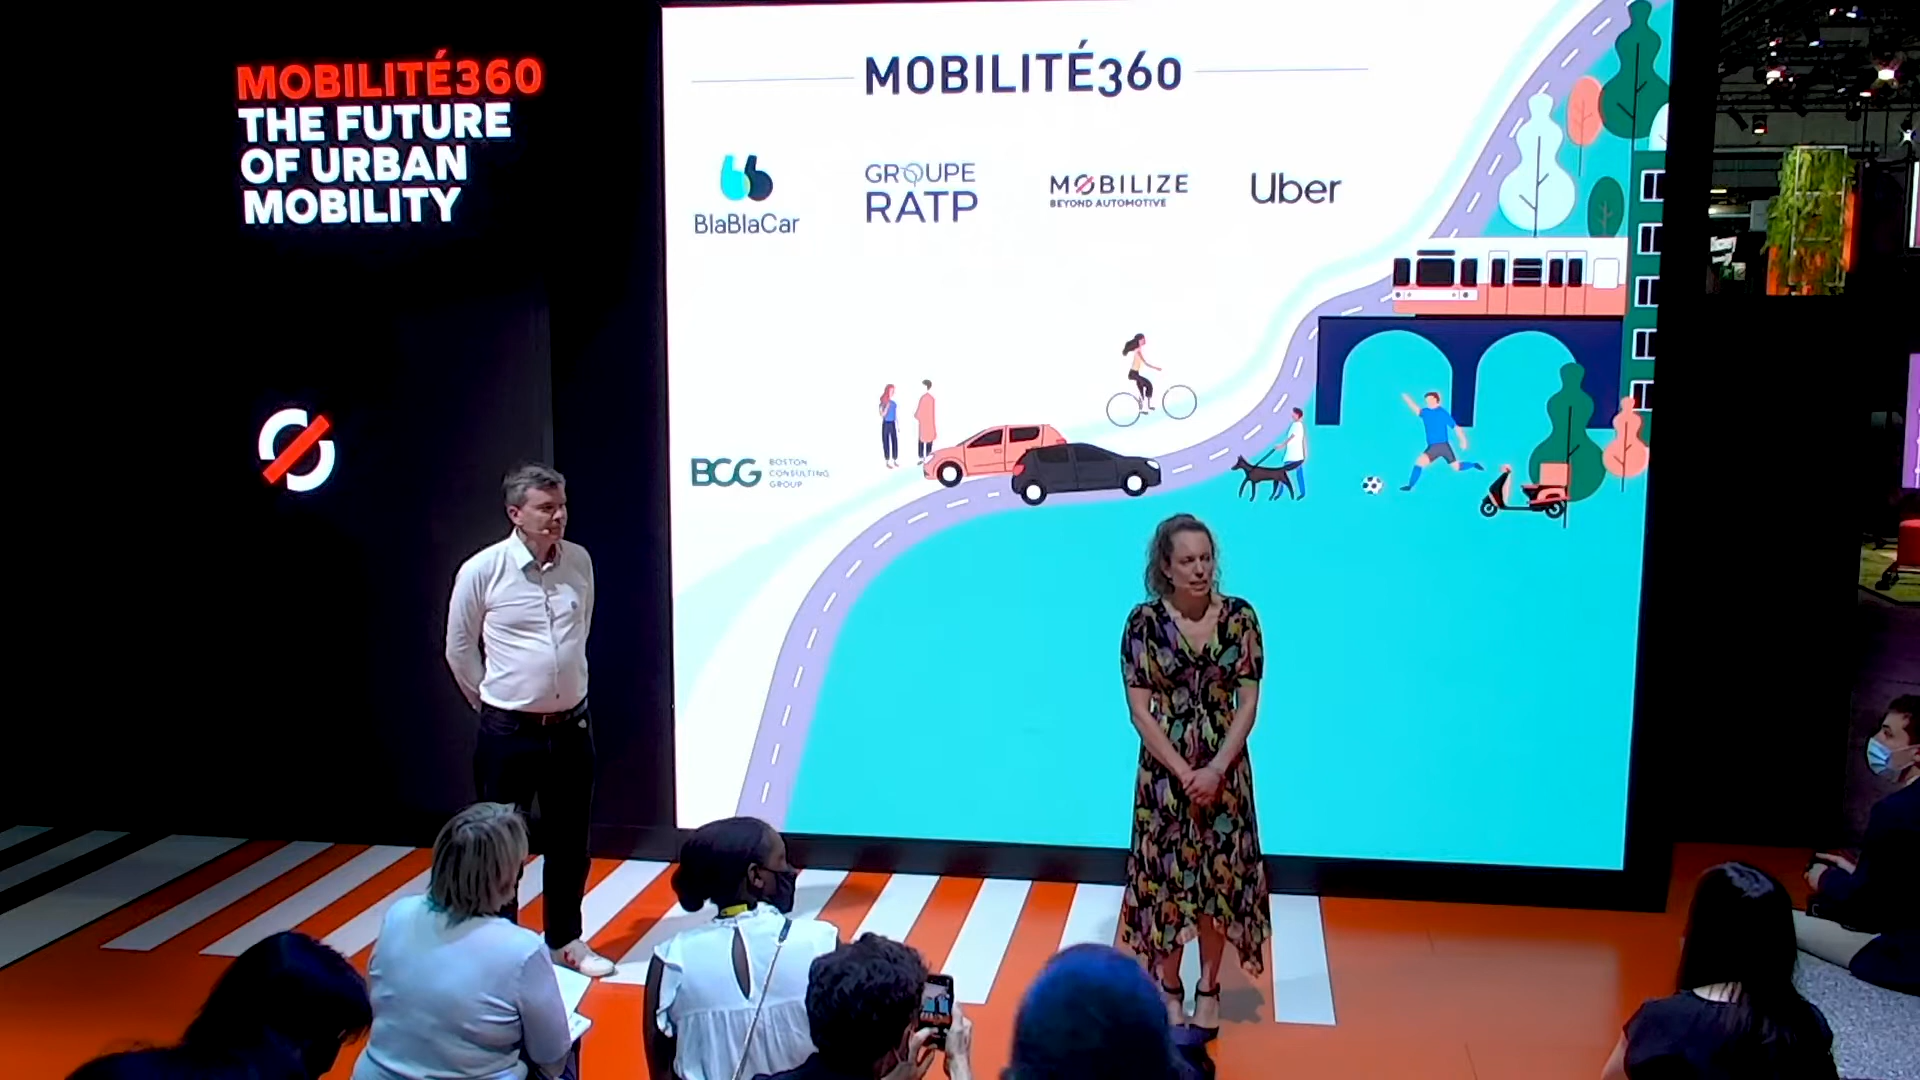 MOBILITÉ360
THE FUTURE
OF URBAN
MOBILITY
MOBILITÉ360
BlaBlaCar
GROUPE
RATP
MOBILIZE
BEYOND AUTOMOTIVE
Uber
BCG
BOSTON
CONSULTING
GROUP